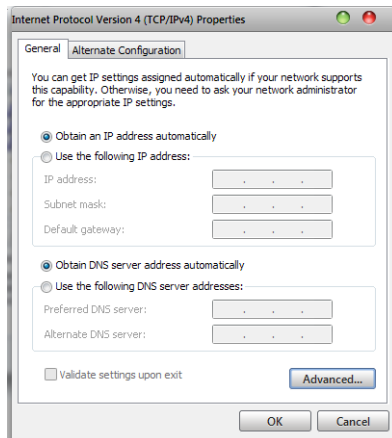 Internet Protocol Version 4 (TCP/IPv4) Properties
General
Alternate Configuration
You can get IP settings assigned automatically if your network supports
this capability. Otherwise, you need to ask your network administrator
for the appropriate IP settings.
Obtain an IP address automatically
Use the following IP address:
IP address:
Subnet mask:
Default gateway:
Obtain DNS server address automatically
Use the following DNS server addresses:
Preferred DNS server:
Alternate DNS server:
Validate settings upon exit
Advanced...
OK
Cancel